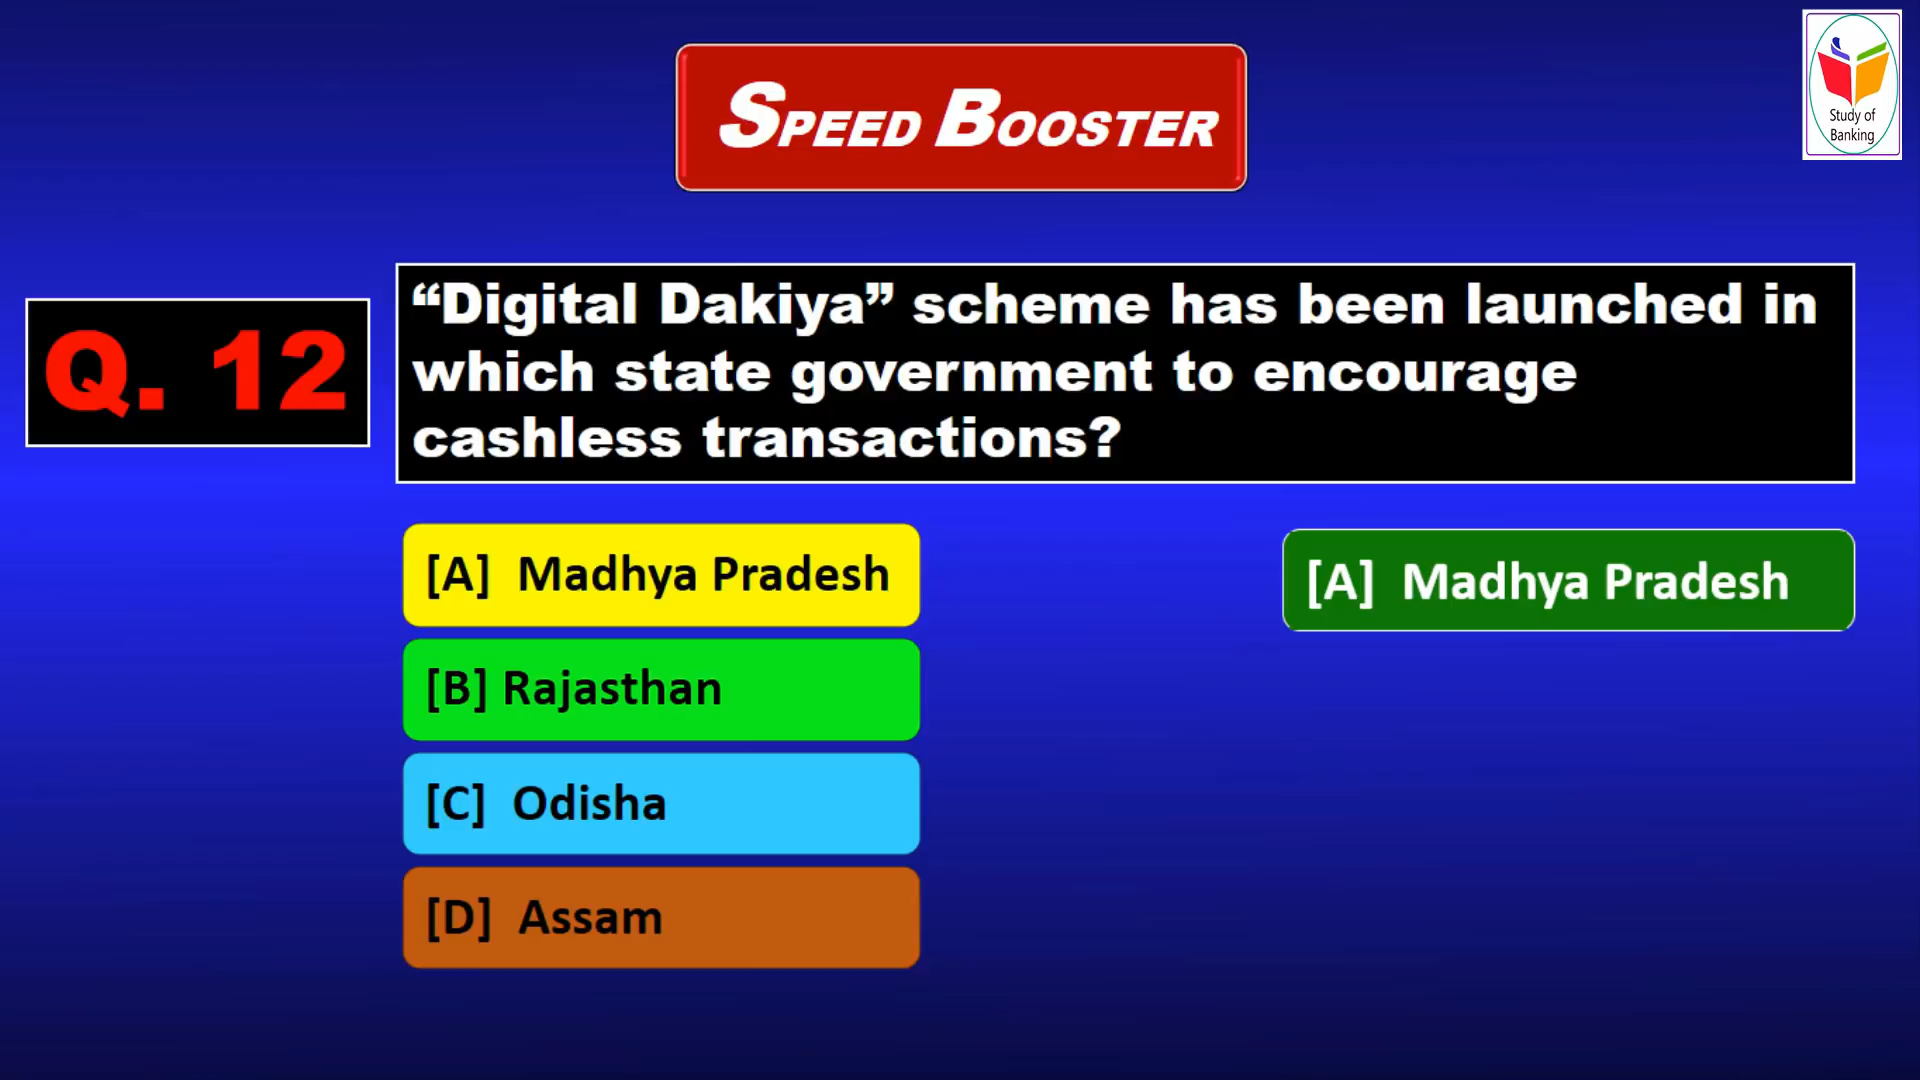 SPEED BOOSTER
Study of
Banking
Q. 12
“Digital Dakiya” scheme has been launched in
which state government to encourage
cashless transactions?
[A] Madhya Pradesh
[B] Rajasthan
[C] Odisha
[D] Assam
[A] Madhya Pradesh